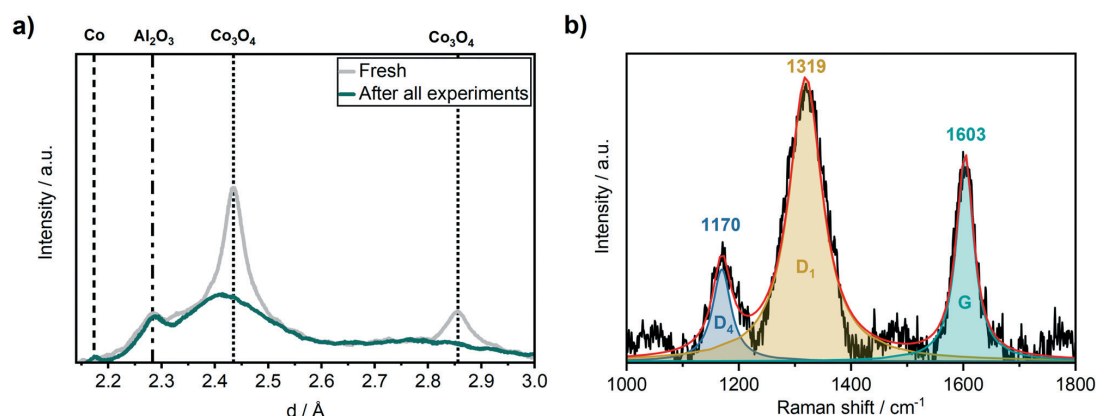 a)
Co Al₂O₃ Co₃O₄ Co₃O₄
Fresh
After all experiments
Intensity / a.u.
2.2 2.3 2.4 2.5 2.6 2.7 2.8 2.9 3.0
d / Å
b)
1319
1603
1170
D₁
D₄
G
Intensity / a.u.
1000 1200 1400 1600 1800
Raman shift / cm⁻¹